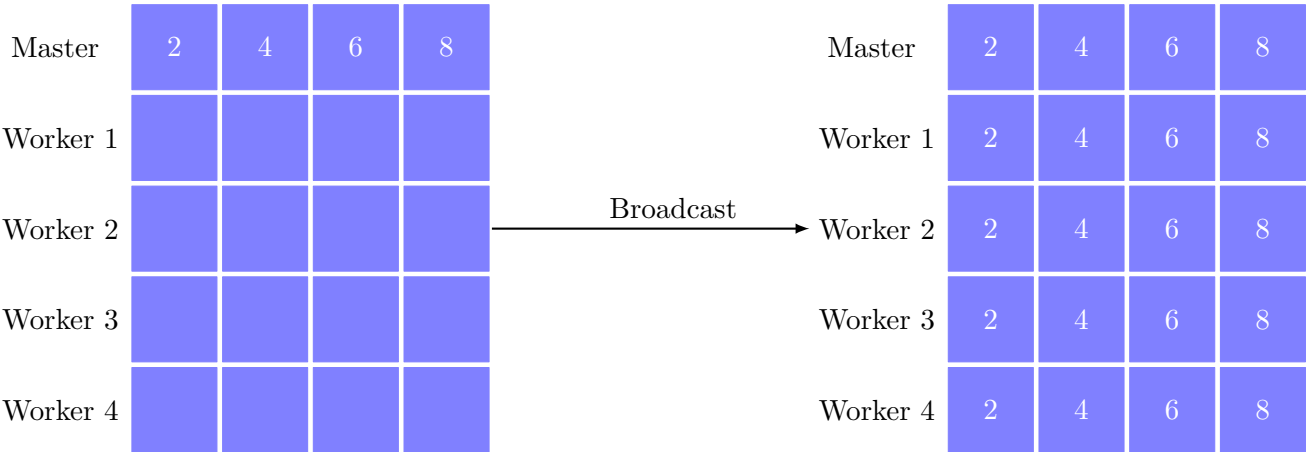 Master 2 4 6 8 Master 2 4 6 8
Worker 1 Worker 1 2 4 6 8
Broadcast
Worker 2 Worker 2 2 4 6 8
Worker 3 Worker 3 2 4 6 8
Worker 4 Worker 4 2 4 6 8